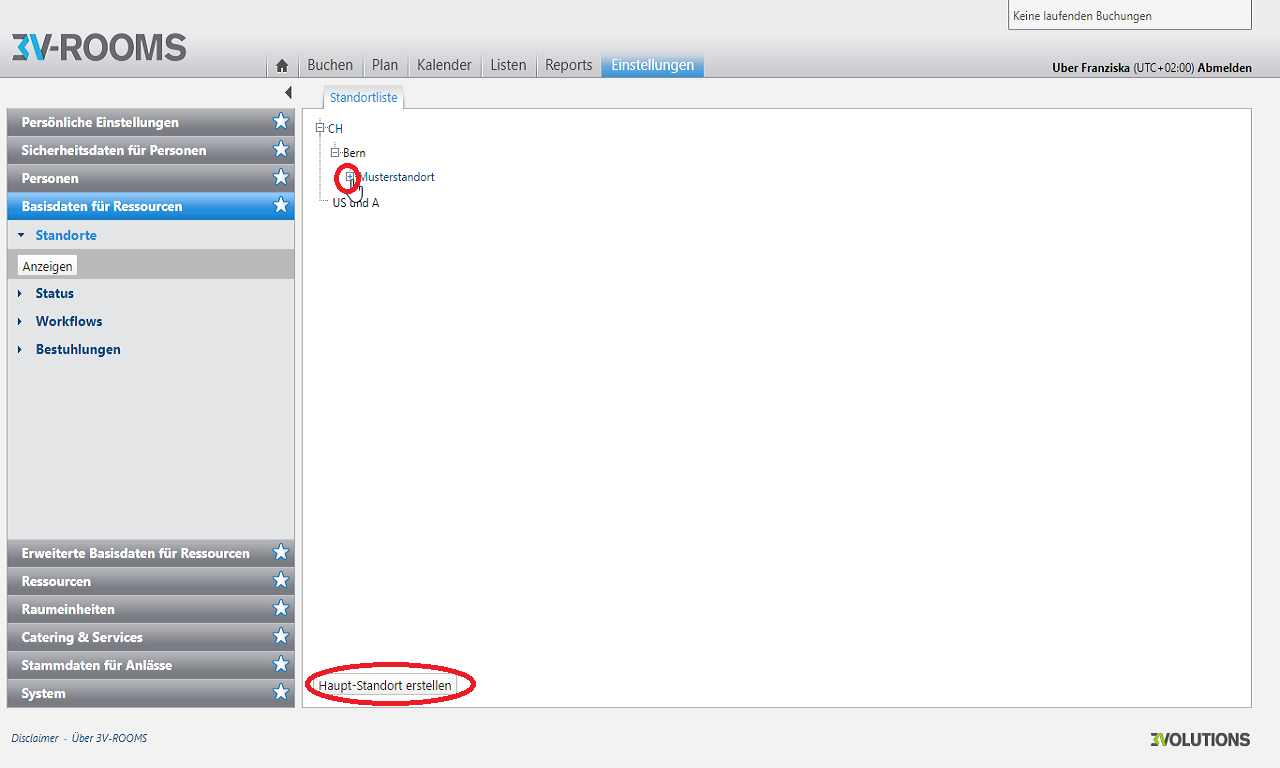 Keine laufenden Buchungen
3V-ROOMS
Buchen Plan Kalender Listen Reports Einstellungen
Uber Franziska (UTC+02:00) Abmelden
Standortliste
Persönliche Einstellungen
Sicherheitsdaten für Personen
Personen
Basisdaten für Ressourcen
Standorte
Anzeigen
Status
Workflows
Bestuhlungen
Erweiterte Basisdaten für Ressourcen
Ressourcen
Raumeinheiten
Catering & Services
Stammdaten für Anlässe
System
CH
Bern
Musterstandort
US und A
Haupt-Standort erstellen
Disclaimer - Über 3V-ROOMS
3VOLUTIONS